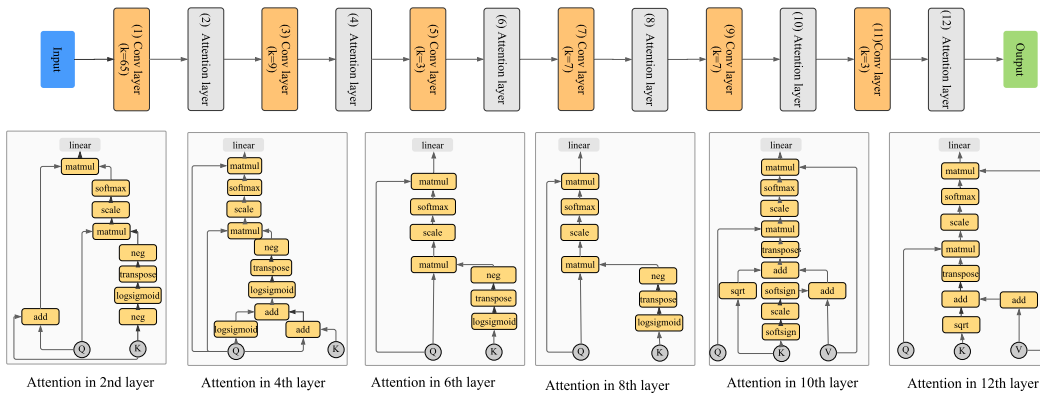 Input
(1) Conv layer
(k=65)
(2) Attention layer
(3) Conv layer
(k=9)
(4) Attention layer
(5) Conv layer
(k=3)
(6) Attention layer
(7) Conv layer
(k=7)
(8) Attention layer
(9) Conv layer
(k=7)
(10) Attention layer
(11)Conv layer
(k=3)
(12) Attention layer
Output
linear
matmul
softmax
scale
matmul
neg
transpose
logsigmoid
add
neg
Q
K
Attention in 2nd layer
linear
matmul
softmax
scale
matmul
neg
transpose
logsigmoid
add
logsigmoid
add
Q
K
Attention in 4th layer
linear
matmul
softmax
scale
matmul
neg
transpose
logsigmoid
Q
K
Attention in 6th layer
linear
matmul
softmax
scale
matmul
neg
transpose
logsigmoid
Q
K
Attention in 8th layer
linear
matmul
softmax
scale
matmul
transposes
add
sqrt
softsign
add
scale
softsign
Q
K
V
Attention in 10th layer
linear
matmul
softmax
scale
matmul
transpose
add
add
sqrt
Q
K
V
Attention in 12th layer